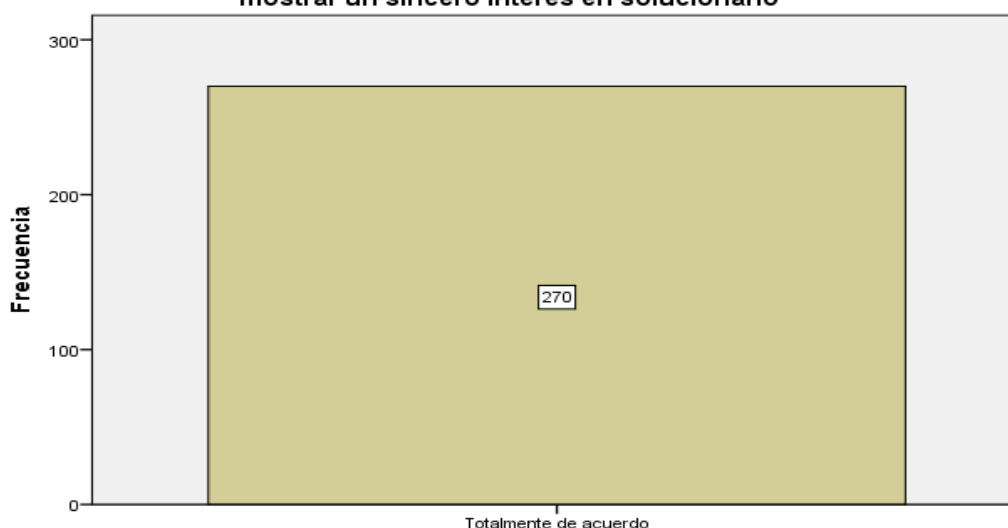 mostrar un sincero interés en solucionarlo
300
200
100
0
Frecuencia
270
Totalmente de acuerdo